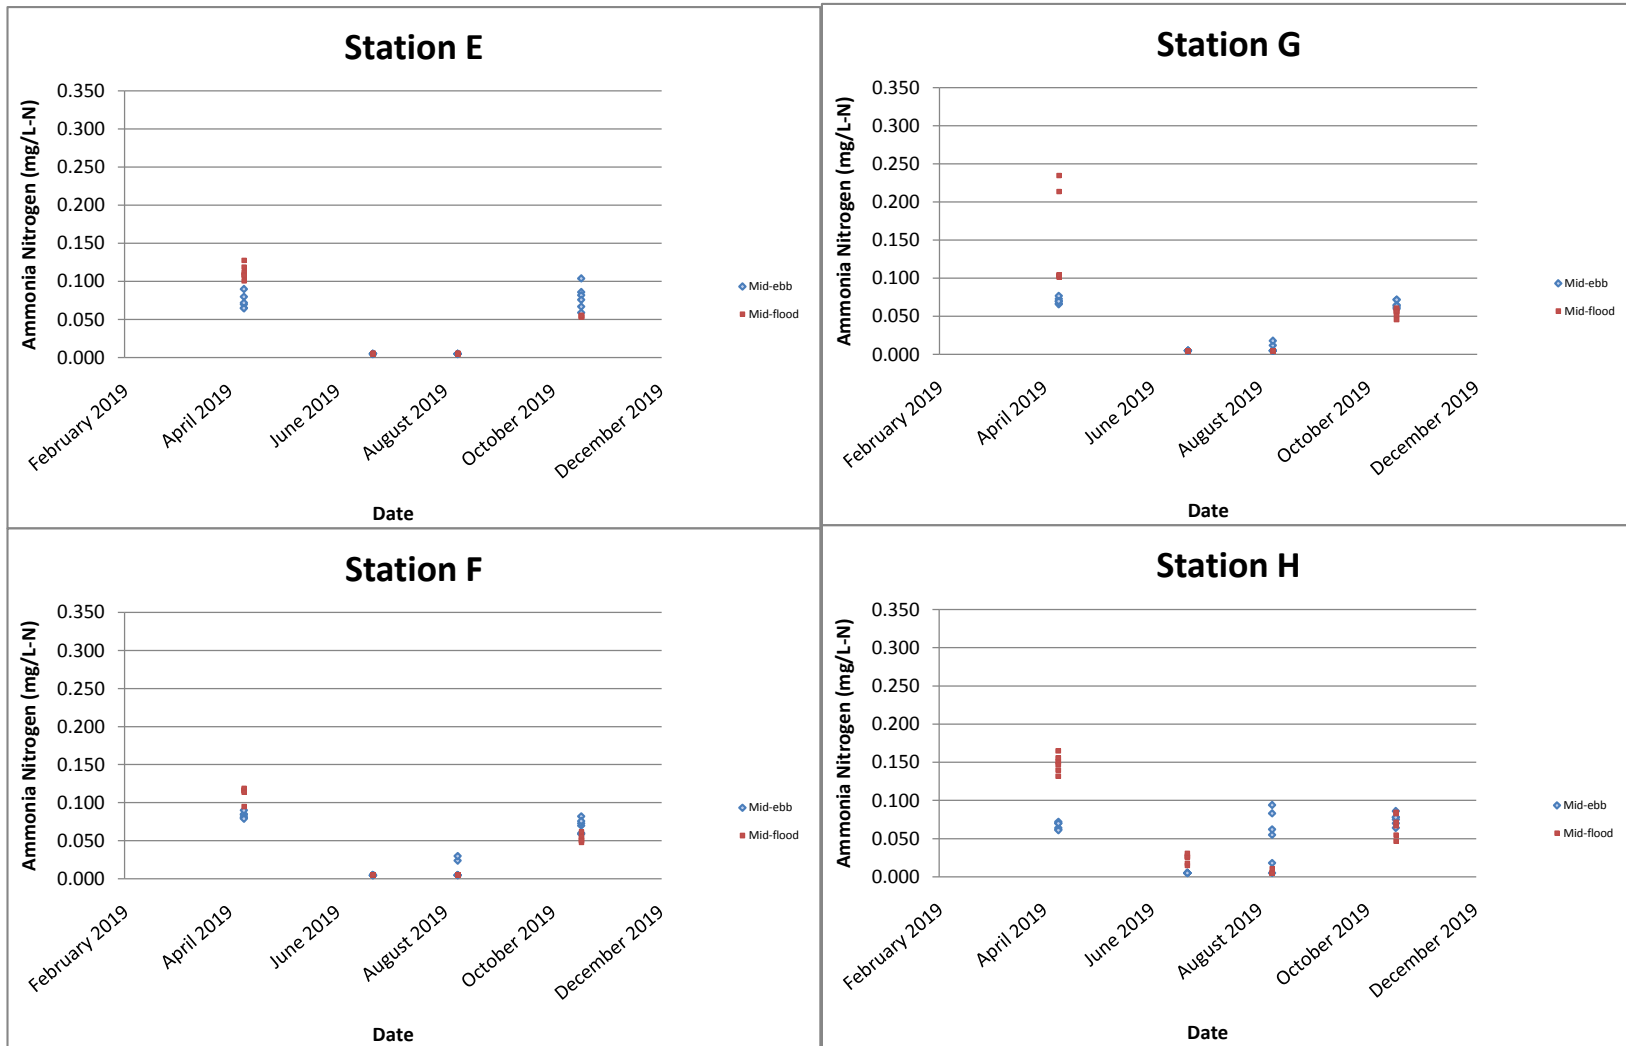 Station E
Ammonia Nitrogen (mg/L-N)
0.350
0.300
0.250
0.200
0.150
0.100
0.050
0.000
February 2019
April 2019
June 2019
August 2019
October 2019
December 2019
Date
Mid-ebb
Mid-flood
Station G
Ammonia Nitrogen (mg/L-N)
0.350
0.300
0.250
0.200
0.150
0.100
0.050
0.000
February 2019
April 2019
June 2019
August 2019
October 2019
December 2019
Date
Mid-ebb
Mid-flood
Station F
Ammonia Nitrogen (mg/L-N)
0.350
0.300
0.250
0.200
0.150
0.100
0.050
0.000
February 2019
April 2019
June 2019
August 2019
October 2019
December 2019
Date
Mid-ebb
Mid-flood
Station H
Ammonia Nitrogen (mg/L-N)
0.350
0.300
0.250
0.200
0.150
0.100
0.050
0.000
February 2019
April 2019
June 2019
August 2019
October 2019
December 2019
Date
Mid-ebb
Mid-flood